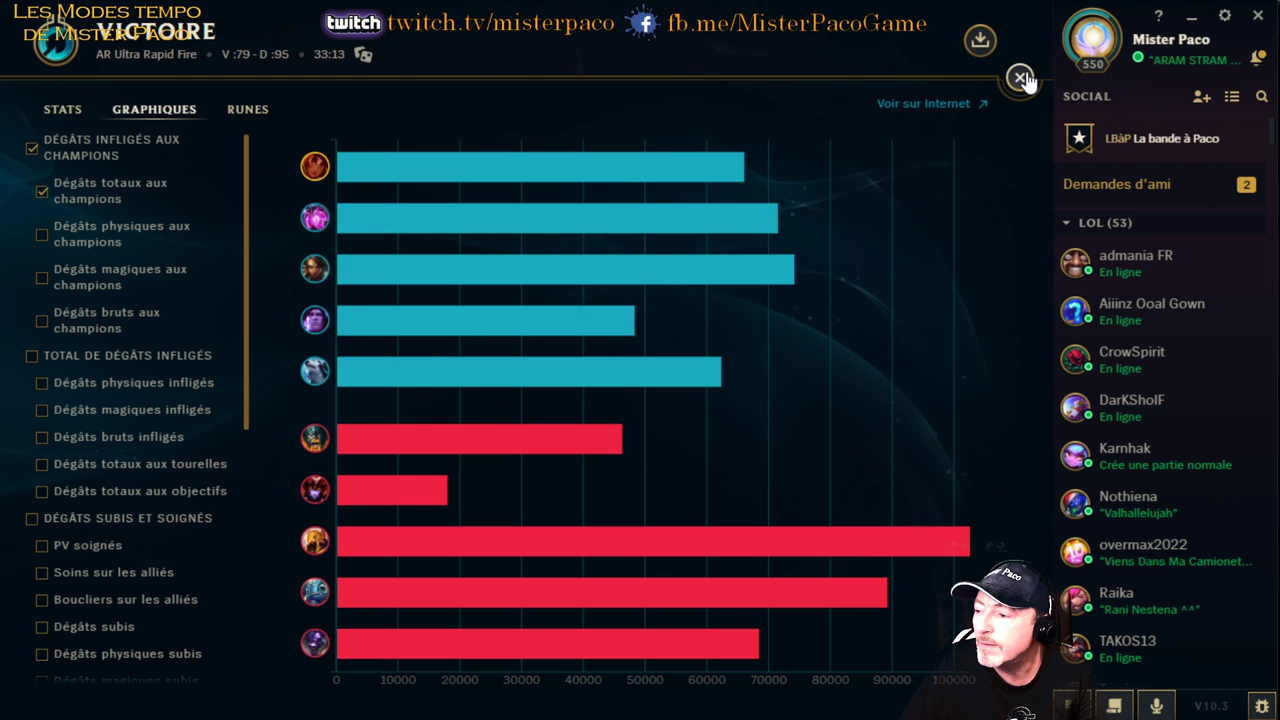 Les Modes tempo
de Mister Paco
twitch twitch.tv/misterpaco fb.me/MisterPacoGame
VICTOIRE
AR Ultra Rapid Fire • V :79 - D :95 • 33:13
STATS GRAPHIQUES RUNES
Voir sur Internet
DÉGÂTS INFLIGÉS AUX
CHAMPIONS
Dégâts totaux aux
champions
Dégâts physiques aux
champions
Dégâts magiques aux
champions
Dégâts bruts aux
champions
TOTAL DE DÉGÂTS INFLIGÉS
Dégâts physiques infligés
Dégâts magiques infligés
Dégâts bruts infligés
Dégâts totaux aux tourelles
Dégâts totaux aux objectifs
DÉGÂTS SUBIS ET SOIGNÉS
PV soignés
Soins sur les alliés
Boucliers sur les alliés
Dégâts subis
Dégâts physiques subis
Dégâts magiques subis
0 10000 20000 30000 40000 50000 60000 70000 80000 90000 100000
Mister Paco
?
550
Mister Paco
"ARAM STRAM ...
SOCIAL
LBàP La bande à Paco
Demandes d'ami 2
LOL (53)
admania FR
En ligne
Aiiinz Ooal Gown
En ligne
CrowSpirit
En ligne
DarKSholF
En ligne
Karnhak
Crée une partie normale
Nothiena
"Valhallelujah"
overmax2022
"Viens Dans Ma Camionet...
Raika
"Rani Nestena ^^"
TAKOS13
En ligne
V10.3